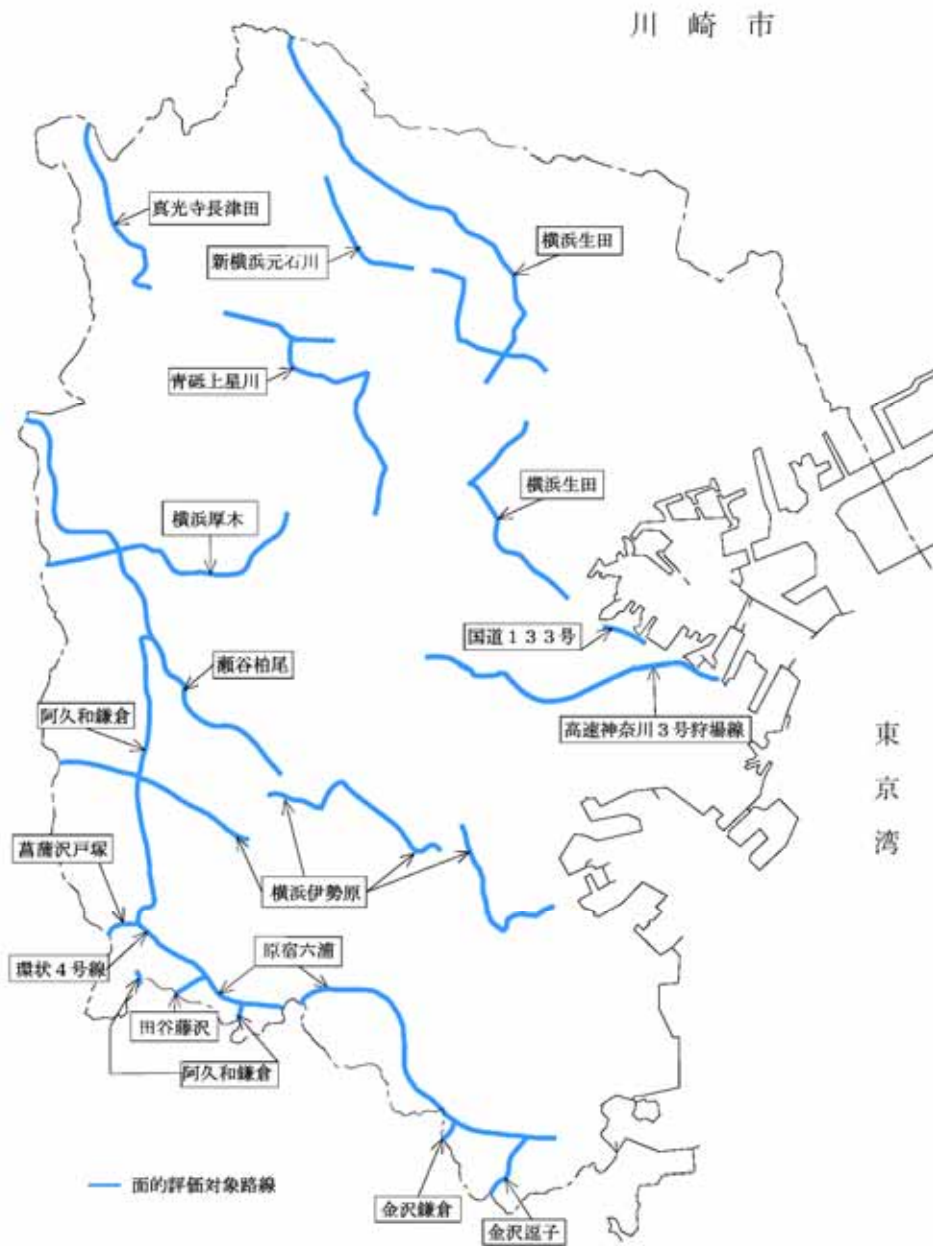 川崎市
真光寺長津田
新横浜元石川
横浜生田
青砥上星川
横浜生田
横浜厚木
国道133号
瀬谷柏尾
阿久和鎌倉
高速神奈川3号狩場線
東京湾
菖蒲沢戸塚
横浜伊勢原
環状4号線
原宿六浦
田谷藤沢
阿久和鎌倉
面的評価対象路線
金沢鎌倉
金沢逗子